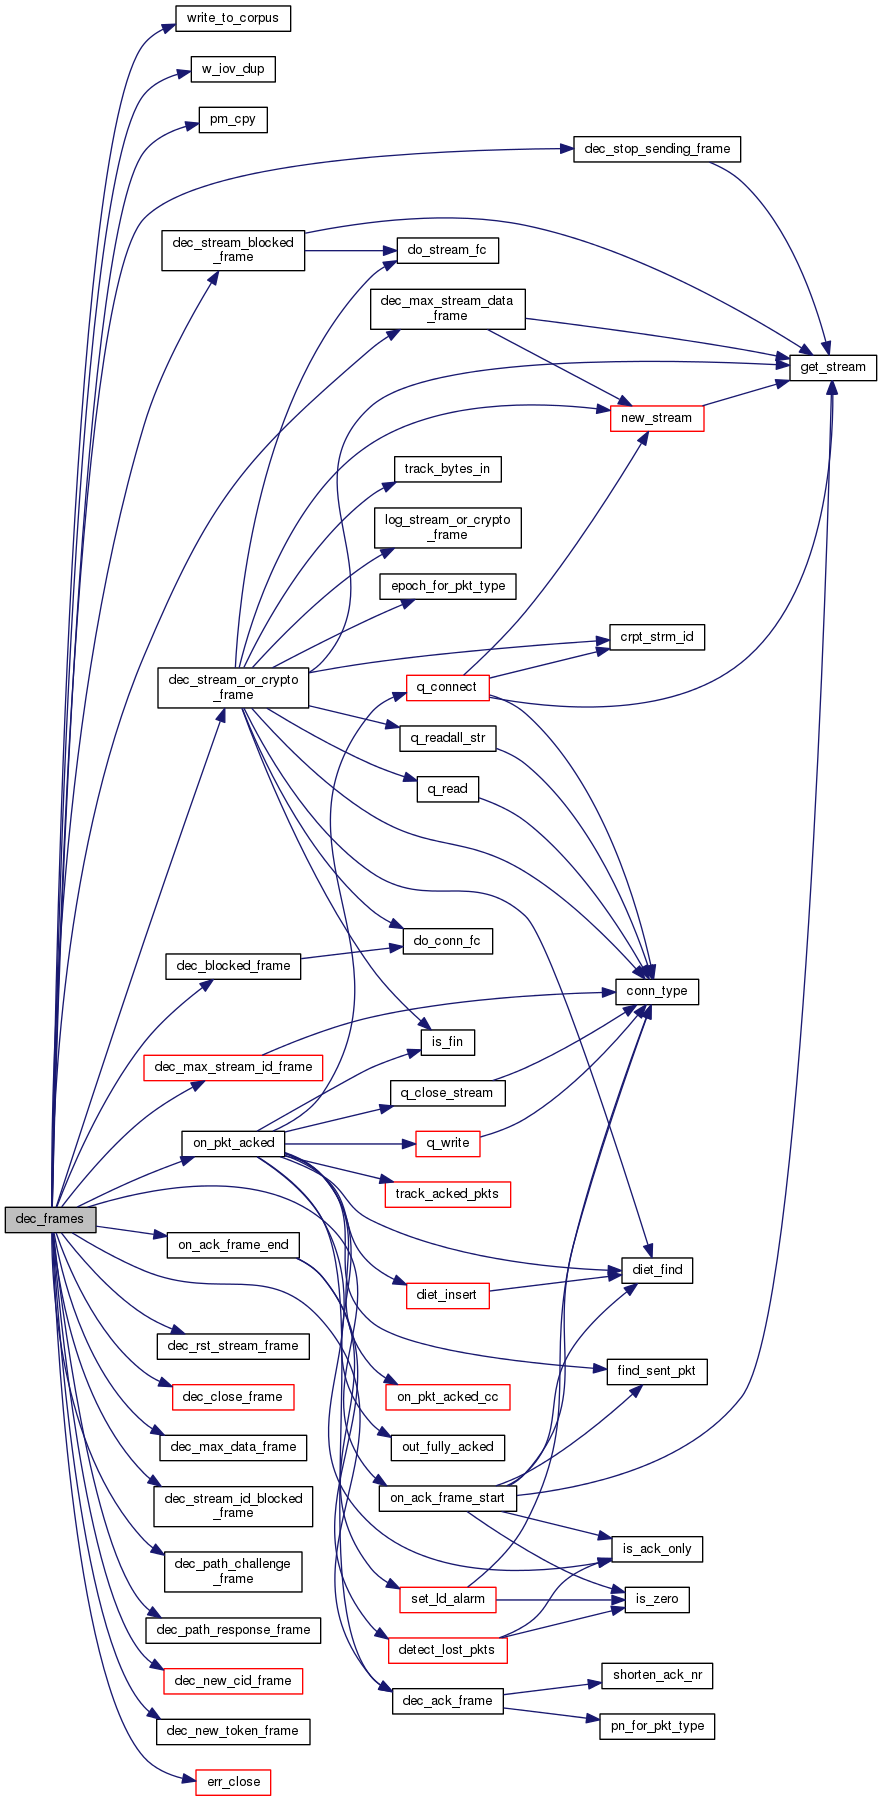 write_to_corpus
w_iov_dup
pm_cpy
dec_stop_sending_frame
dec_stream_blocked
_frame
do_stream_fc
dec_max_stream_data
_frame
get_stream
new_stream
track_bytes_in
log_stream_or_crypto
_frame
epoch_for_pkt_type
crpt_strm_id
dec_stream_or_crypto
_frame
q_connect
q_readall_str
q_read
do_conn_fc
dec_blocked_frame
conn_type
is_fin
dec_max_stream_id_frame
q_close_stream
on_pkt_acked
q_write
track_acked_pkts
dec_frames
on_ack_frame_end
diet_find
diet_insert
dec_rst_stream_frame
find_sent_pkt
dec_close_frame
on_pkt_acked_cc
dec_max_data_frame
out_fully_acked
dec_stream_id_blocked
_frame
on_ack_frame_start
is_ack_only
dec_path_challenge
_frame
set_ld_alarm
is_zero
dec_path_response_frame
detect_lost_pkts
dec_new_cid_frame
shorten_ack_nr
dec_ack_frame
dec_new_token_frame
pn_for_pkt_type
err_close